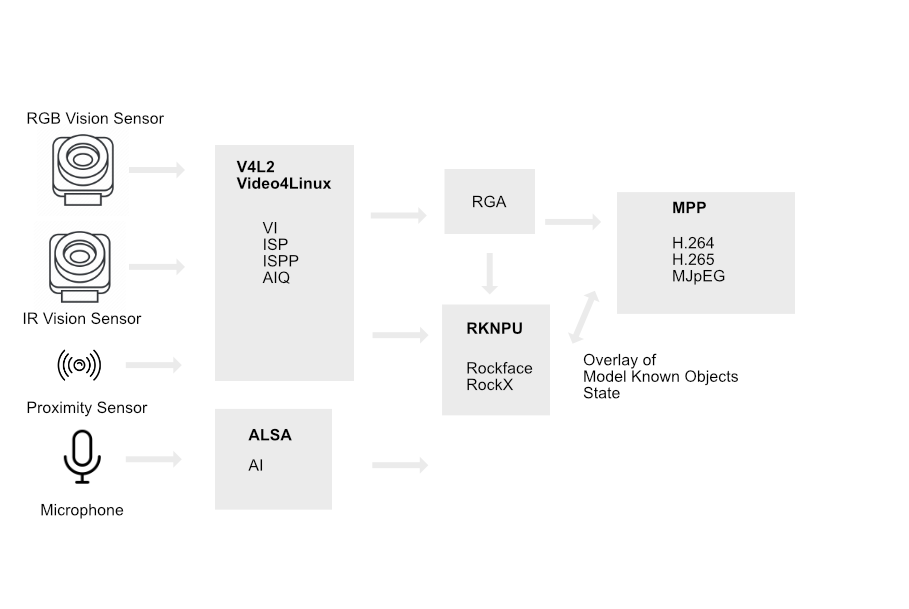 RGB Vision Sensor
IR Vision Sensor
Proximity Sensor
Microphone
V4L2
Video4Linux
VI
ISP
ISPP
AIQ
ALSA
AI
RGA
RKNPU
Rockface
RockX
MPP
H.264
H.265
MJpEG
Overlay of
Model Known Objects
State